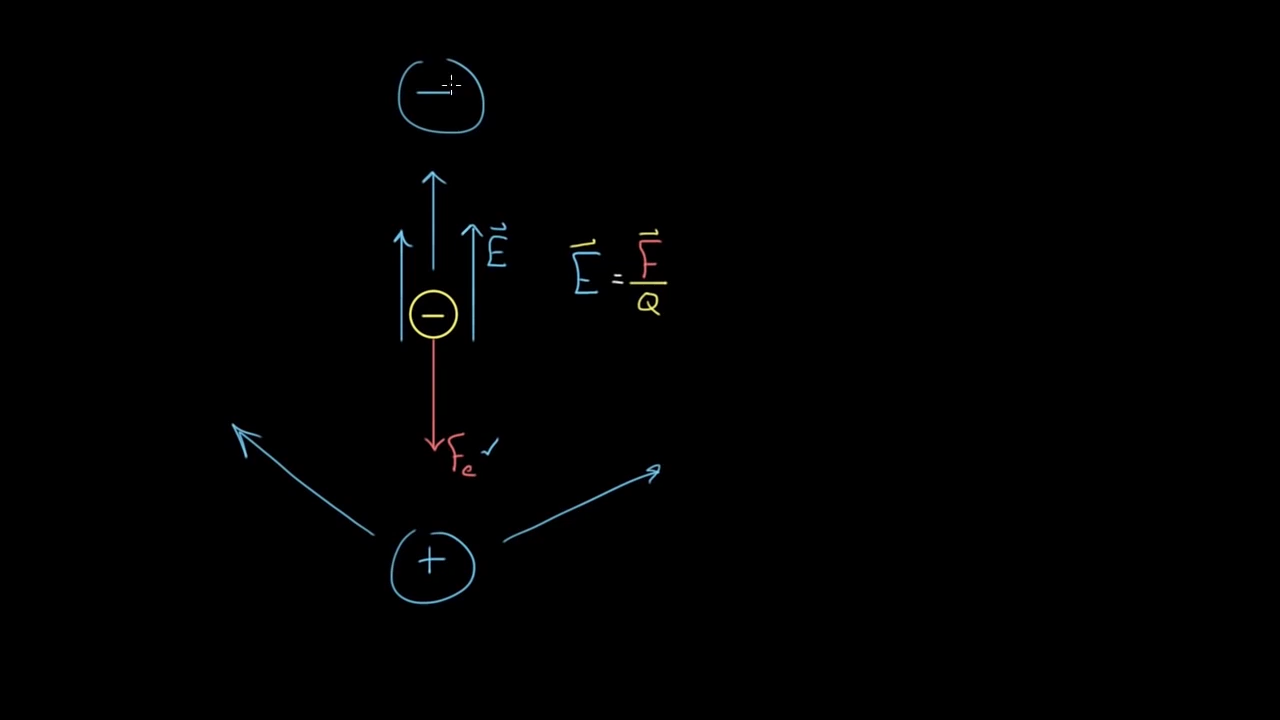 −
E⃗
E⃗ = F⃗ / Q
−
Fe ✓
+